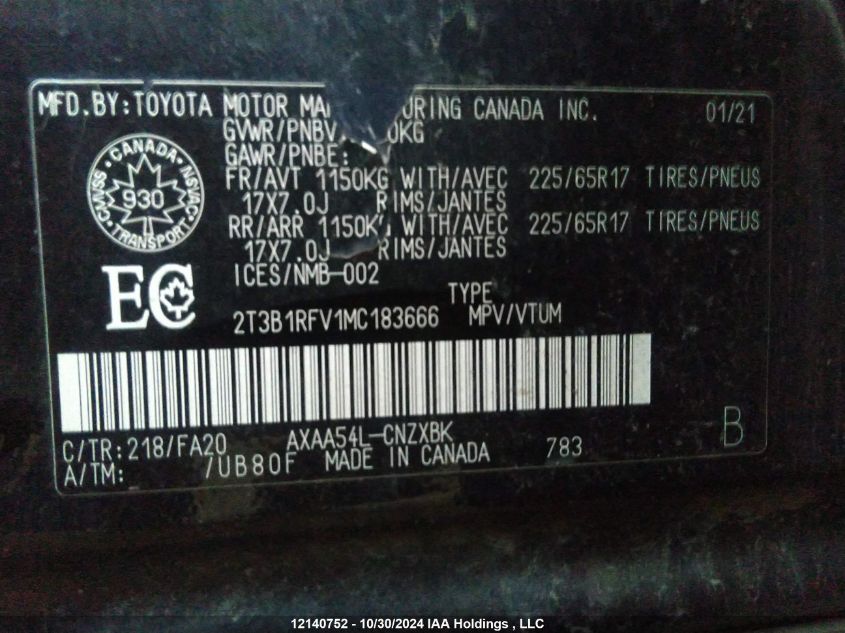 MFD.BY:TOYOTA MOTOR MA URING CANADA INC. 01/21
GVWR/PNBV 0KG
GAWR/PNBE:
FR/AVT 1150KG WITH/AVEC 225/65R17 TIRES/PNEUS
17X7.0J RIMS/JANTES
RR/ARR 1150K WITH/AVEC 225/65R17 TIRES/PNEUS
17X7.0J RIMS/JANTES
ICES/NMB-002
CANADA
CMVSS 930 NSVAC
TRANSPORT
EC
TYPE
2T3B1RFV1MC183666 MPV/VTUM
C/TR:218/FA20 AXAA54L-CNZXBK
A/TM: /UB80F MADE IN CANADA 783 B
12140752 - 10/30/2024 IAA Holdings , LLC